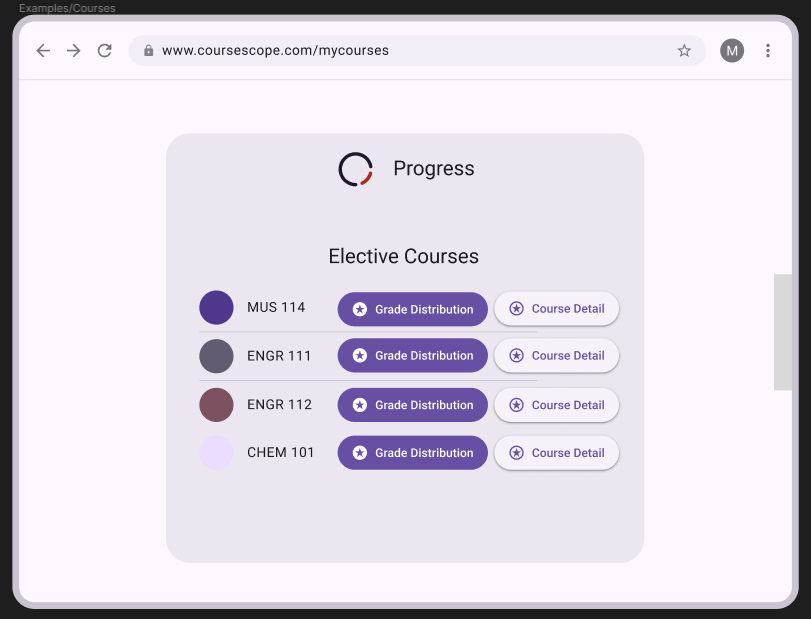 Examples/Courses
www.coursescope.com/mycourses
M
Progress
Elective Courses
MUS 114 Grade Distribution Course Detail
ENGR 111 Grade Distribution Course Detail
ENGR 112 Grade Distribution Course Detail
CHEM 101 Grade Distribution Course Detail